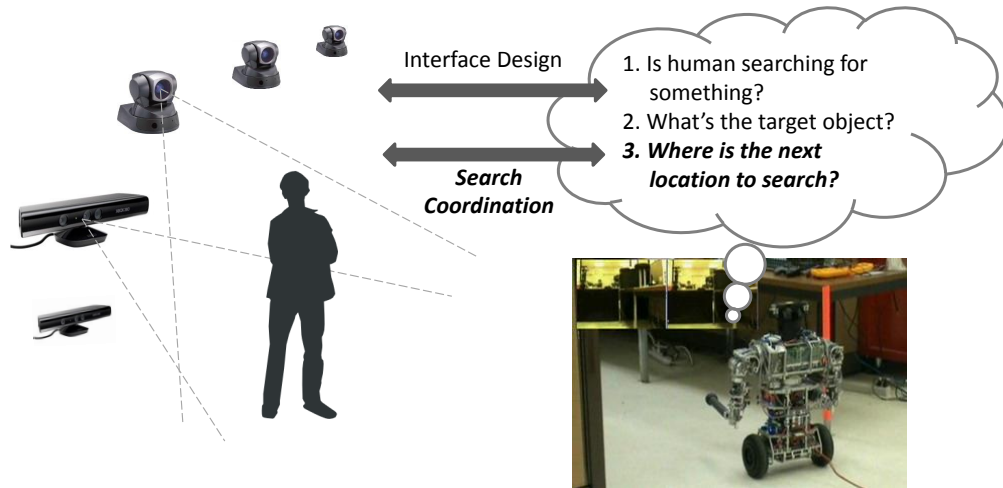 Interface Design
Search
Coordination
1. Is human searching for
something?
2. What's the target object?
3. Where is the next
location to search?